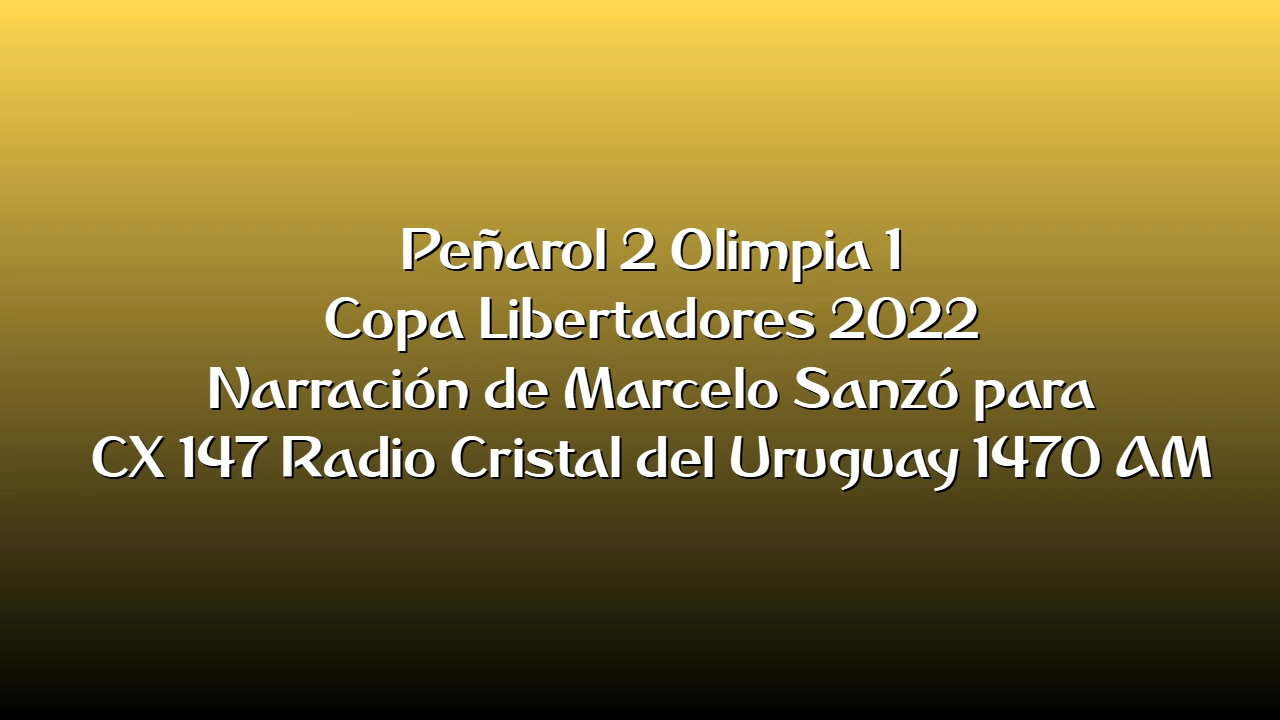 Peñarol 2 Olimpia 1
Copa Libertadores 2022
Narración de Marcelo Sanzó para
CX 147 Radio Cristal del Uruguay 1470 AM